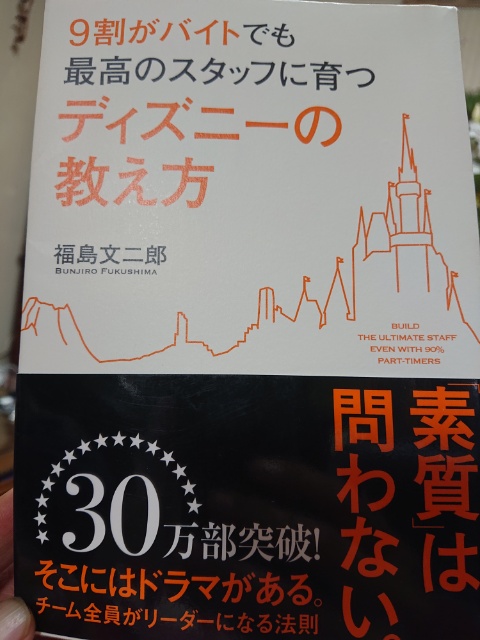 9割がバイトでも
最高のスタッフに育つ
ディズニーの
教え方
福島文二郎
BUNJIRO FUKUSHIMA
BUILD
THE ULTIMATE STAFF
EVEN WITH 90%
PART-TIMERS
「素質」は
問わない。
30万部突破!
そこにはドラマがある。
チーム全員がリーダーになる法則